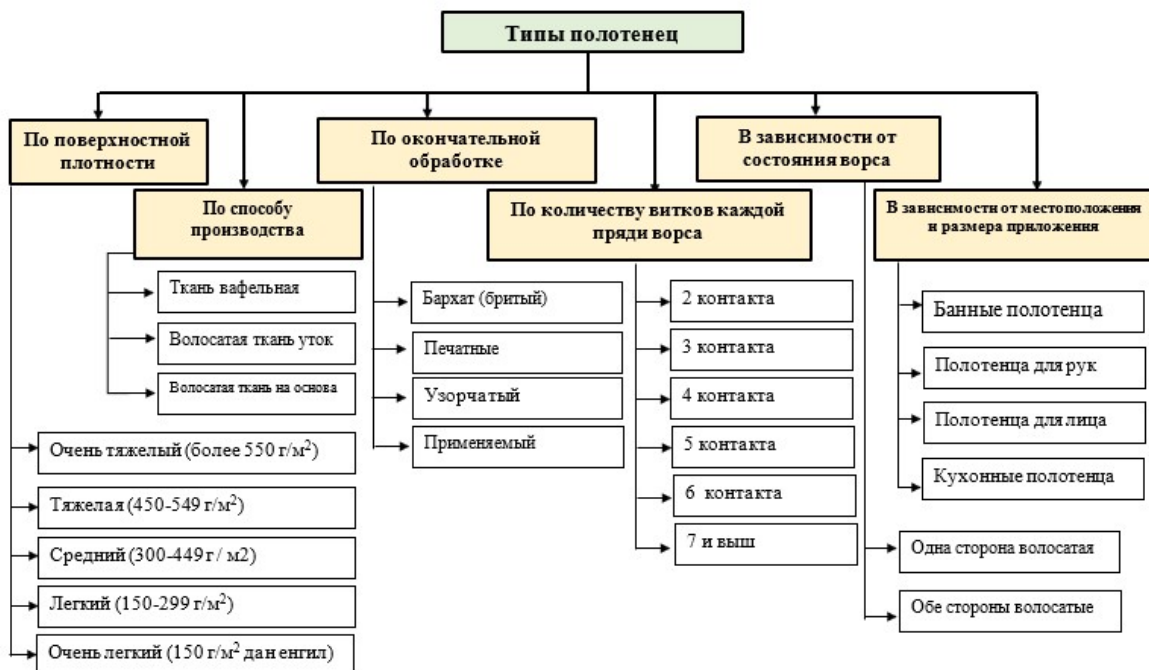 Типы полотенец
По поверхностной
плотности
Очень тяжелый (более 550 г/м²)
Тяжелая (450-549 г/м²)
Средний (300-449 г / м2)
Легкий (150-299 г/м²)
Очень легкий (150 г/м² дан енгил)
По способу
производства
Ткань вафельная
Волосатая ткань уток
Волосатая ткань на основа
По окончательной
обработке
Бархат (бритый)
Печатные
Узорчатый
Применяемый
По количеству витков каждой
пряди ворса
2 контакта
3 контакта
4 контакта
5 контакта
6 контакта
7 и выш
В зависимости от
состояния ворса
Одна сторона волосатая
Обе стороны волосатые
В зависимости от местоположения
и размера приложения
Банные полотенца
Полотенца для рук
Полотенца для лица
Кухонные полотенца